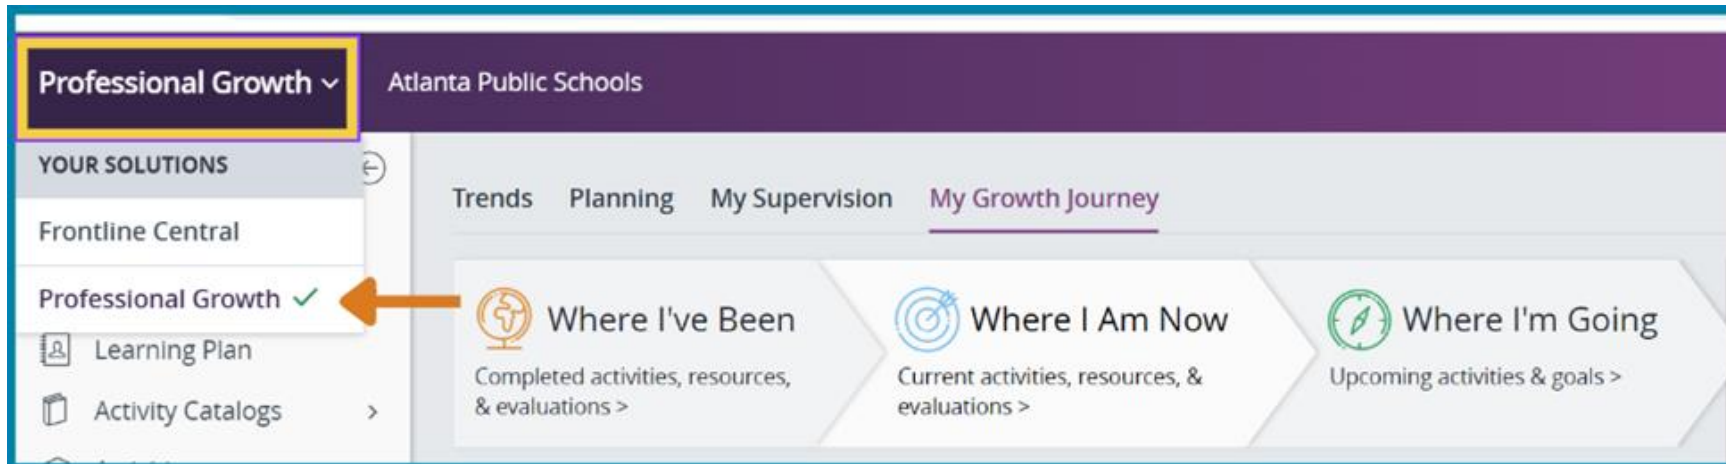 Professional Growth
Atlanta Public Schools
YOUR SOLUTIONS
Frontline Central
Professional Growth
Learning Plan
Activity Catalogs
Trends Planning My Supervision My Growth Journey
Where I've Been
Completed activities, resources,
& evaluations >
Where I Am Now
Current activities, resources, &
evaluations >
Where I'm Going
Upcoming activities & goals >